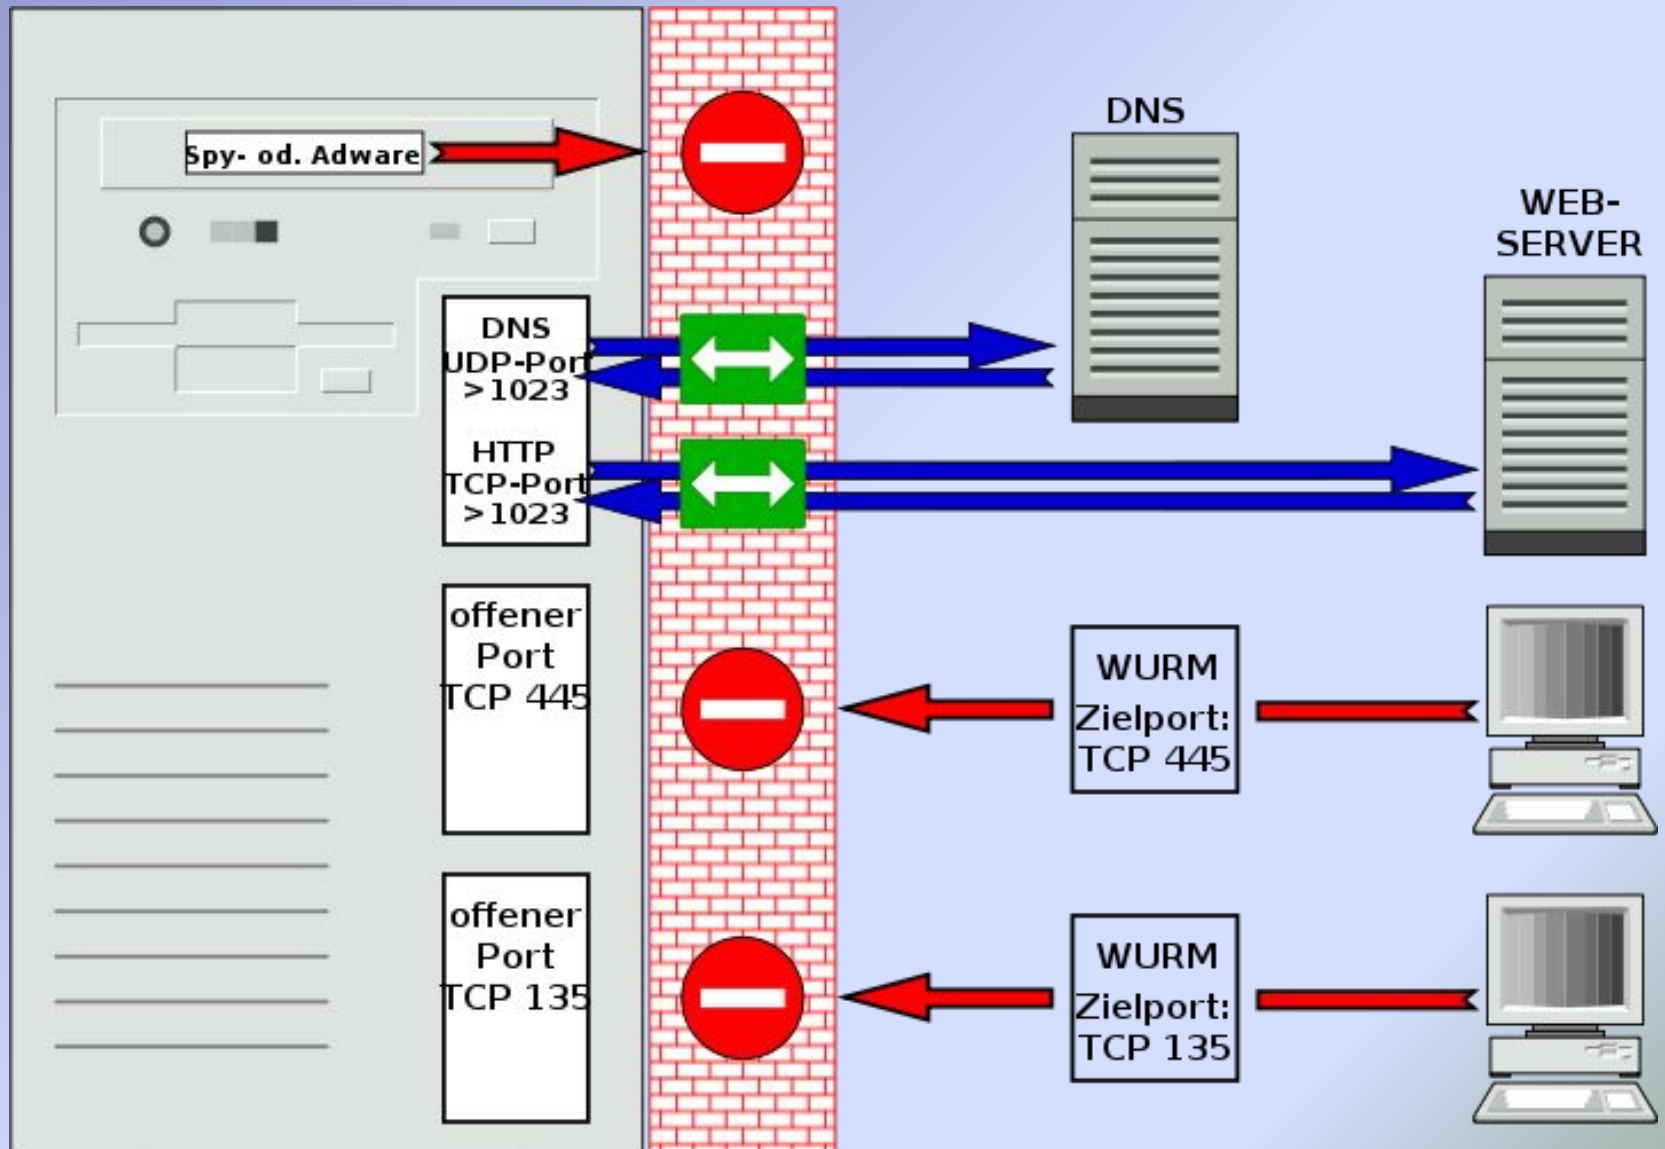 Spy- od. Adware
DNS
UDP-Port
>1023
HTTP
TCP-Port
>1023
offener
Port
TCP 445
offener
Port
TCP 135
DNS
WEB-
SERVER
WURM
Zielport:
TCP 445
WURM
Zielport:
TCP 135